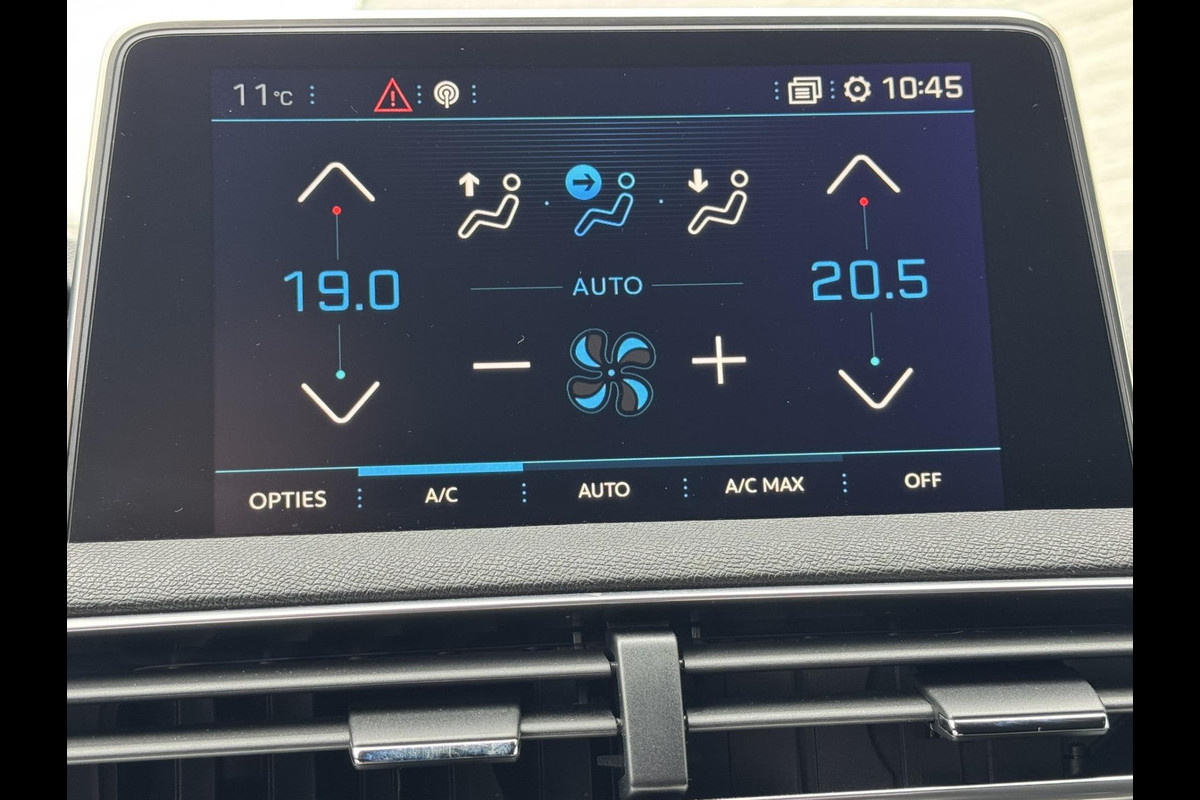 11°C 10:45
19.0 20.5
AUTO
OPTIES A/C AUTO A/C MAX OFF